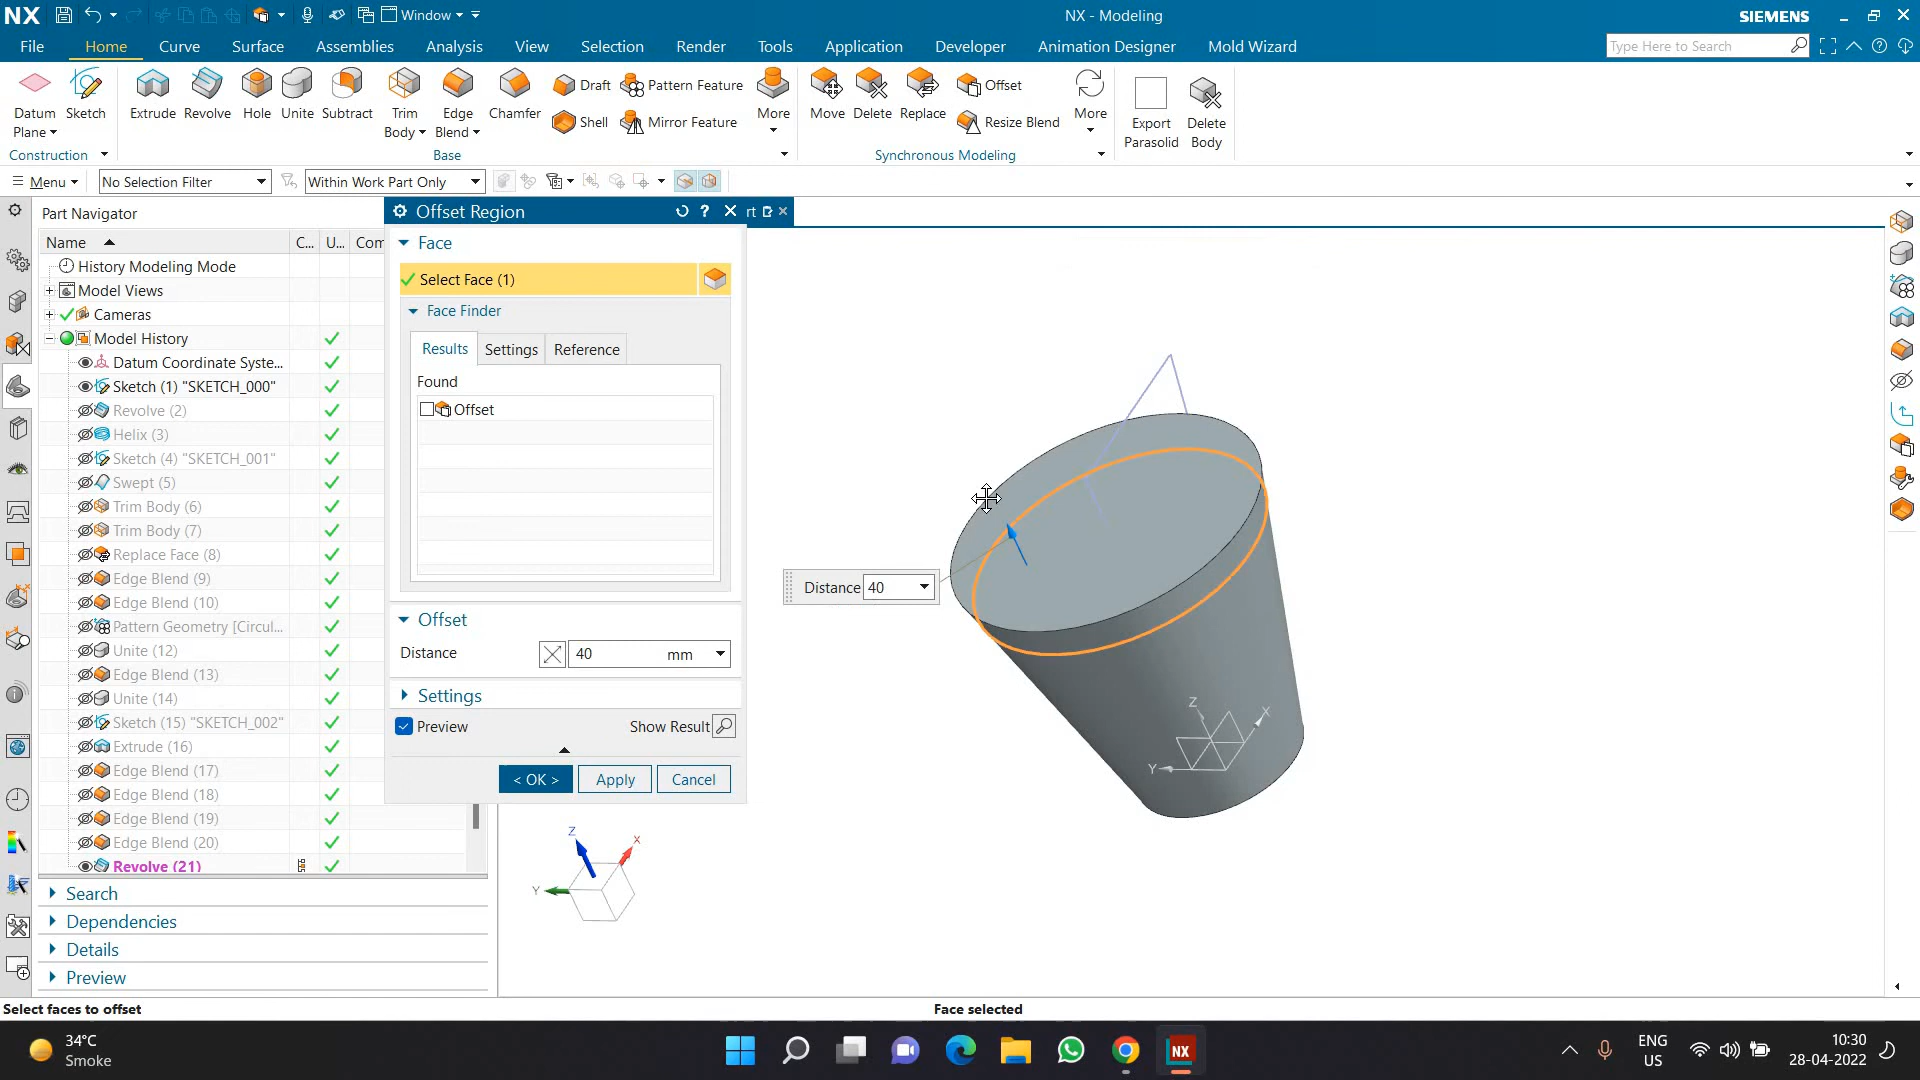 NX
Window
NX - Modeling
SIEMENS
File Home Curve Surface Assemblies Analysis View Selection Render Tools Application Developer Animation Designer Mold Wizard
Type Here to Search
Datum Plane
Sketch
Extrude
Revolve
Hole
Unite
Subtract
Trim Body
Edge Blend
Chamfer
Draft
Shell
Pattern Feature
Mirror Feature
More
Move
Delete
Replace
Offset
Resize Blend
More
Export Parasolid
Delete Body
Construction
Base
Synchronous Modeling
Menu
No Selection Filter
Within Work Part Only
Part Navigator
Name C... U... Com
History Modeling Mode
Model Views
Cameras
Model History
Datum Coordinate Syste...
Sketch (1) "SKETCH_000"
Revolve (2)
Helix (3)
Sketch (4) "SKETCH_001"
Swept (5)
Trim Body (6)
Trim Body (7)
Replace Face (8)
Edge Blend (9)
Edge Blend (10)
Pattern Geometry [Circul...
Unite (12)
Edge Blend (13)
Unite (14)
Sketch (15) "SKETCH_002"
Extrude (16)
Edge Blend (17)
Edge Blend (18)
Edge Blend (19)
Edge Blend (20)
Revolve (21)
Search
Dependencies
Details
Preview
Offset Region
?
rt
Face
Select Face (1)
Face Finder
Results Settings Reference
Found
Offset
Offset
Distance 40 mm
Settings
Preview Show Result
< OK > Apply Cancel
Distance 40
Z
X
Y
Z
X
Y
Select faces to offset
Face selected
34°C
Smoke
NX
ENG
US
10:30
28-04-2022